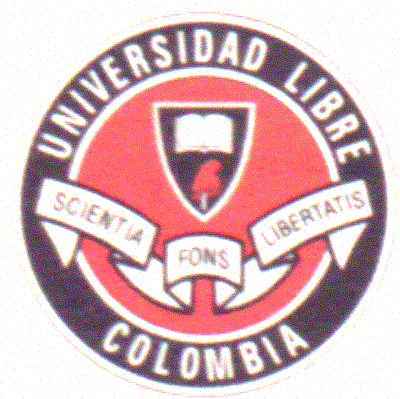 UNIVERSIDAD LIBRE
SCIENTIA FONS LIBERTATIS
COLOMBIA